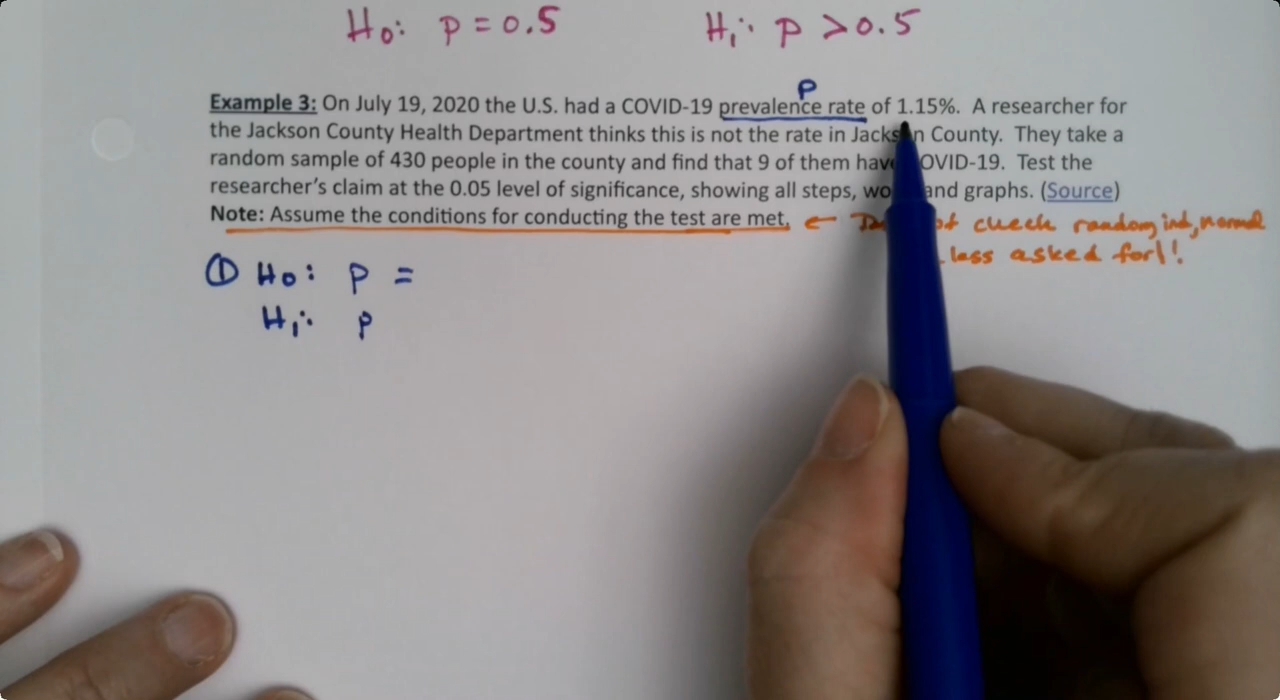 H₀: p = 0.5 H₁: p > 0.5
P
Example 3: On July 19, 2020 the U.S. had a COVID-19 prevalence rate of 1.15%. A researcher for
the Jackson County Health Department thinks this is not the rate in County. They take a
random sample of 430 people in the county and find that 9 of them OVID-19. Test the
researcher's claim at the 0.05 level of significance, showing all steps, and graphs. (Source)
Note: Assume the conditions for conducting the test are met. ← check random, ind, normal
less asked for!!
① H₀: p =
H₁: p